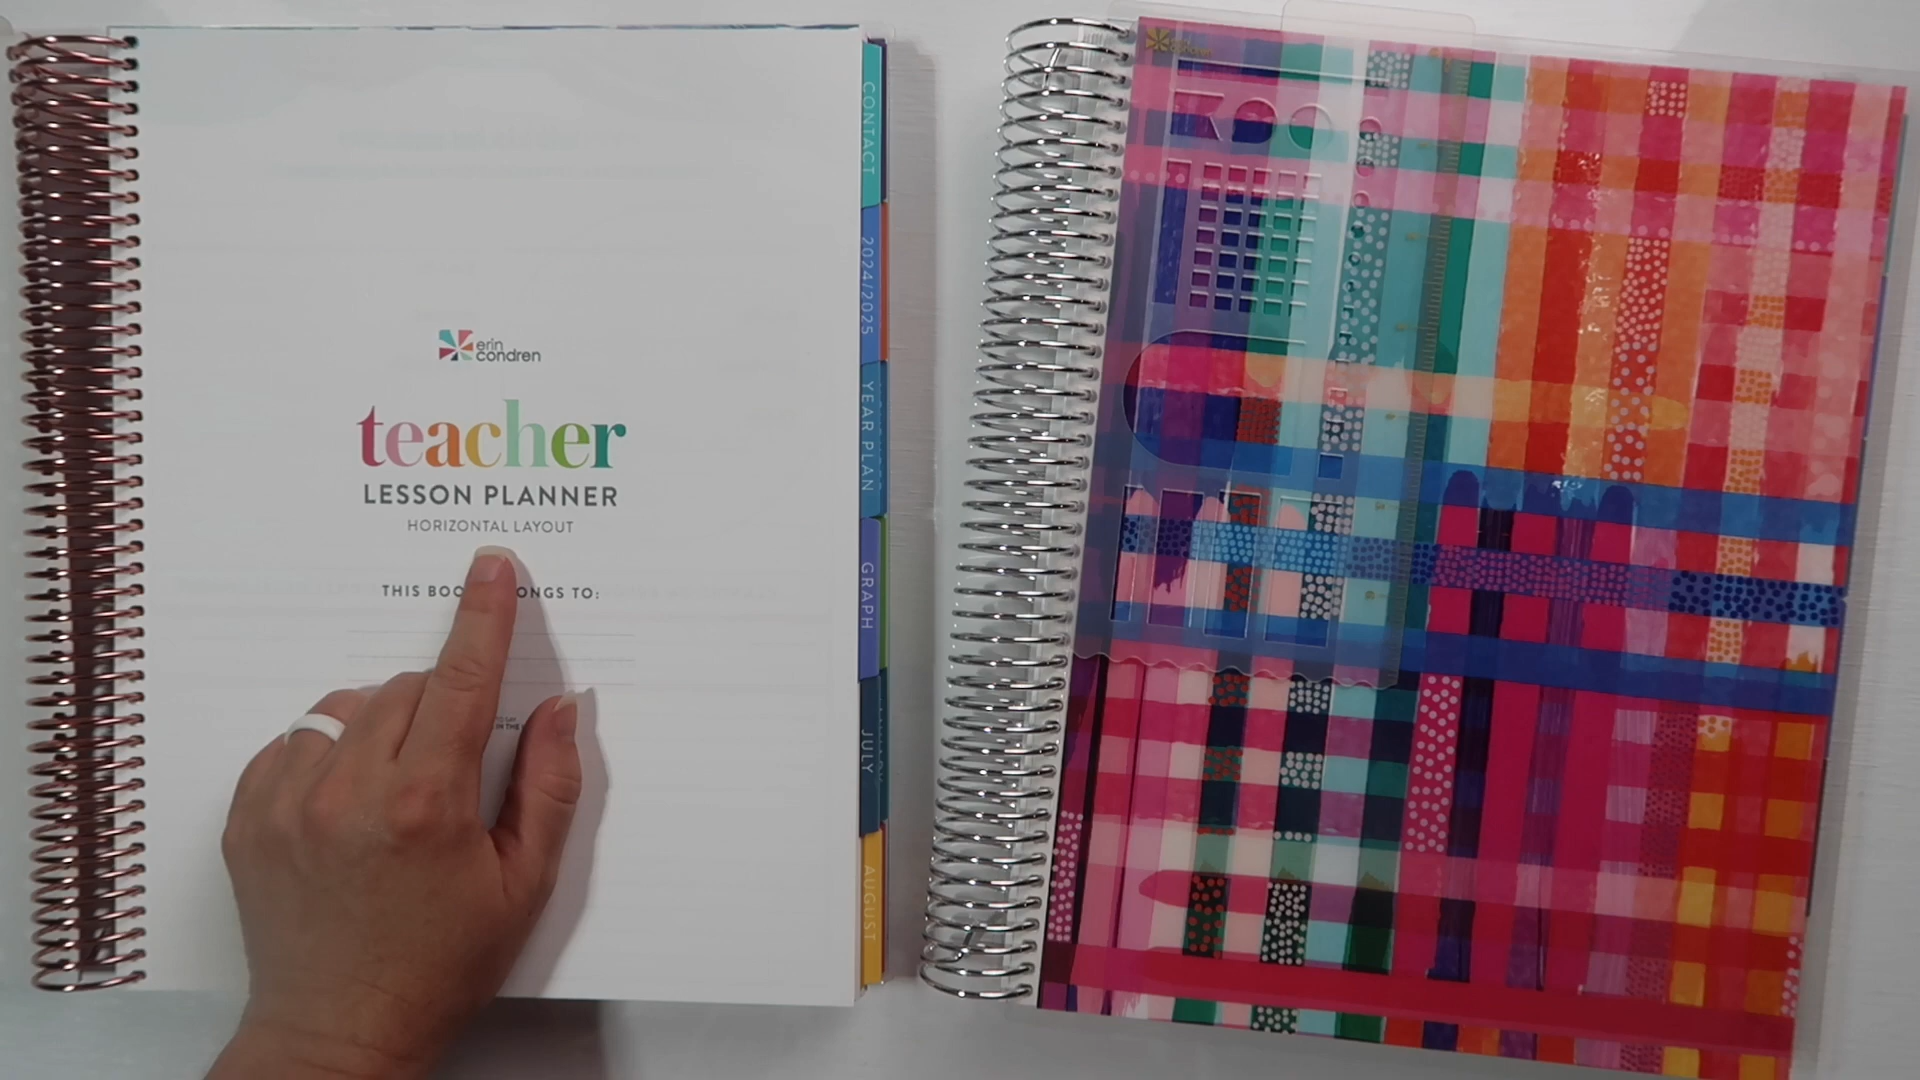 erin
condren
teacher
LESSON PLANNER
HORIZONTAL LAYOUT
THIS BOO ONGS TO:
CONTACT
2024/2025
YEAR PLAN
GRAPH
JULY
AUGUST